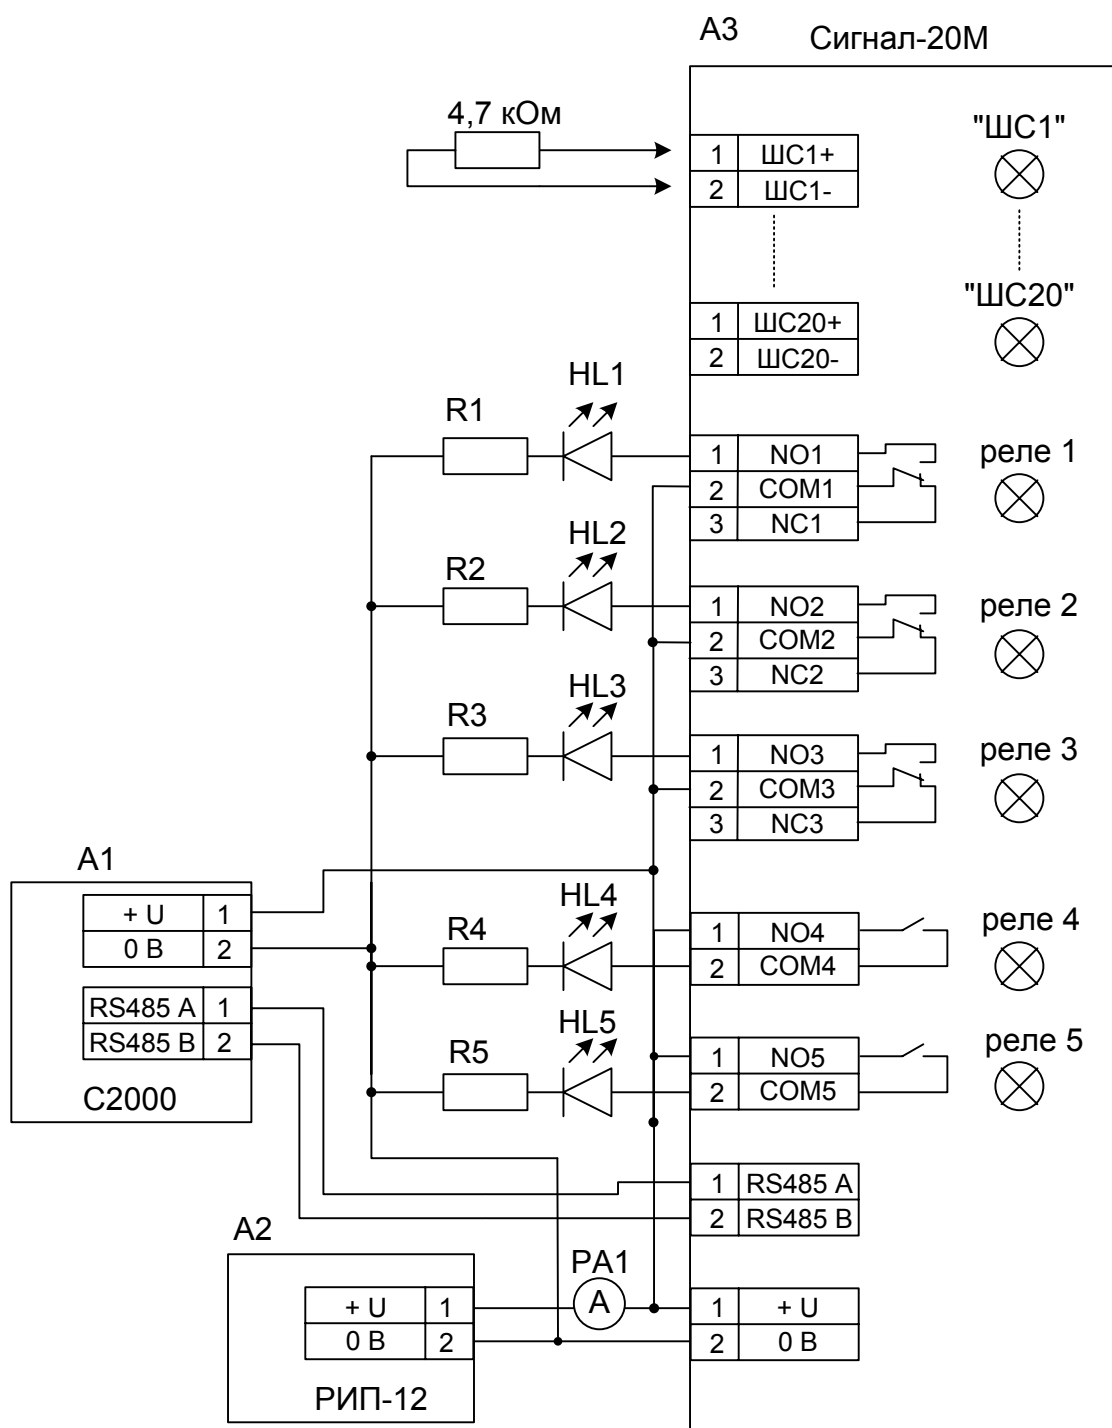 A3
Сигнал-20М
4,7 кОм
"ШС1"
1 ШС1+
2 ШС1-
"ШС20"
1 ШС20+
2 ШС20-
HL1
R1
1 NO1
2 COM1
3 NC1
реле 1
HL2
R2
1 NO2
2 COM2
3 NC2
реле 2
HL3
R3
1 NO3
2 COM3
3 NC3
реле 3
A1
+ U 1
0 В 2
RS485 A 1
RS485 B 2
С2000
HL4
R4
1 NO4
2 COM4
реле 4
HL5
R5
1 NO5
2 COM5
реле 5
1 RS485 A
2 RS485 B
A2
PA1
A
+ U 1
0 В 2
РИП-12
1 + U
2 0 В